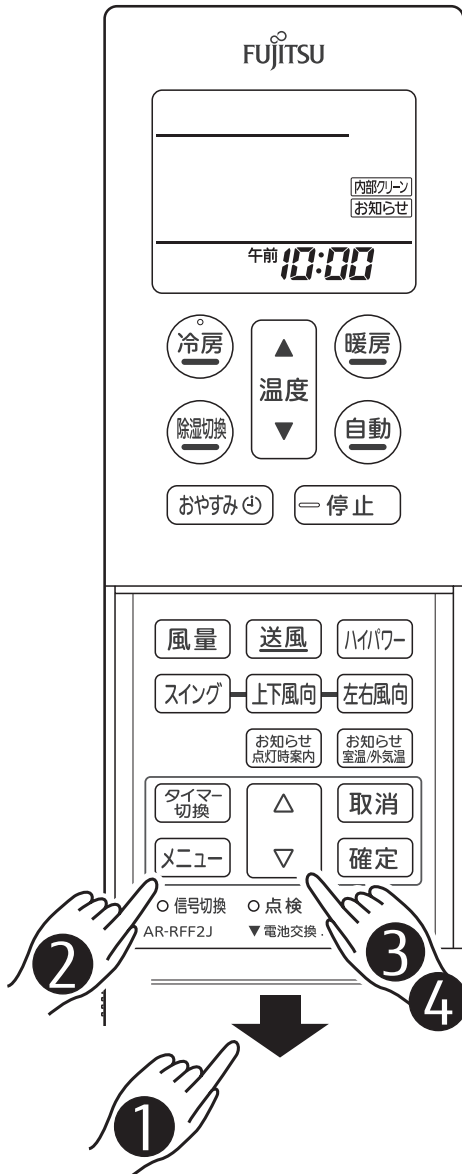 FUJITSU
内部クリーン
お知らせ
午前10:00
冷房
暖房
▲
温度
▼
除湿切換
自動
おやすみ
停止
風量
送風
ハイパワー
スイング
上下風向
左右風向
お知らせ
点灯時案内
お知らせ
室温/外気温
タイマー
切換
△
取消
メニュー
▽
確定
信号切換
点検
AR-RFF2J
▼電池交換
2
3
4
1